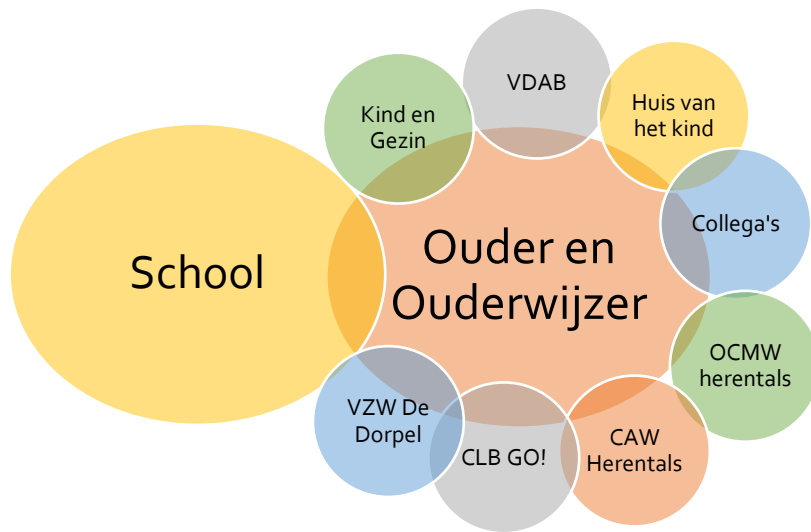 VDAB
Kind en
Gezin
Huis van
het kind
Collega's
School
Ouder en
Ouderwijzer
OCMW
herentals
VZW De
Dorpel
CLB GO!
CAW
Herentals